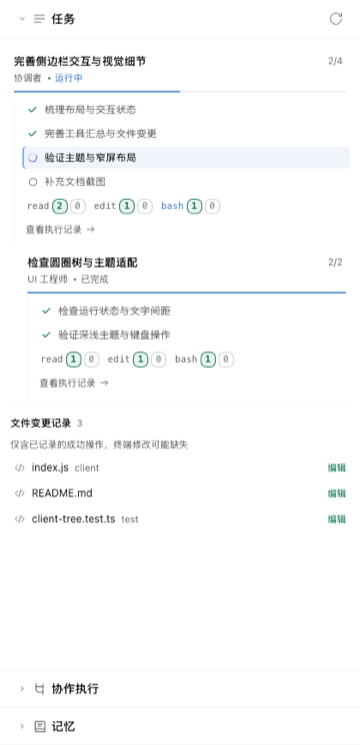 任务
完善侧边栏交互与视觉细节 2/4
协调者 • 运行中
梳理布局与交互状态
完善工具汇总与文件变更
验证主题与窄屏布局
补充文档截图
read 2 0 edit 1 0 bash 1 0
查看执行记录 →
检查圆圈树与主题适配 2/2
UI 工程师 • 已完成
检查运行状态与文字间距
验证深浅主题与键盘操作
read 1 0 edit 1 0 bash 1 0
查看执行记录 →
文件变更记录 3
仅含已记录的成功操作，终端修改可能缺失
index.js client 编辑
README.md 编辑
client-tree.test.ts test 编辑
协作执行
记忆